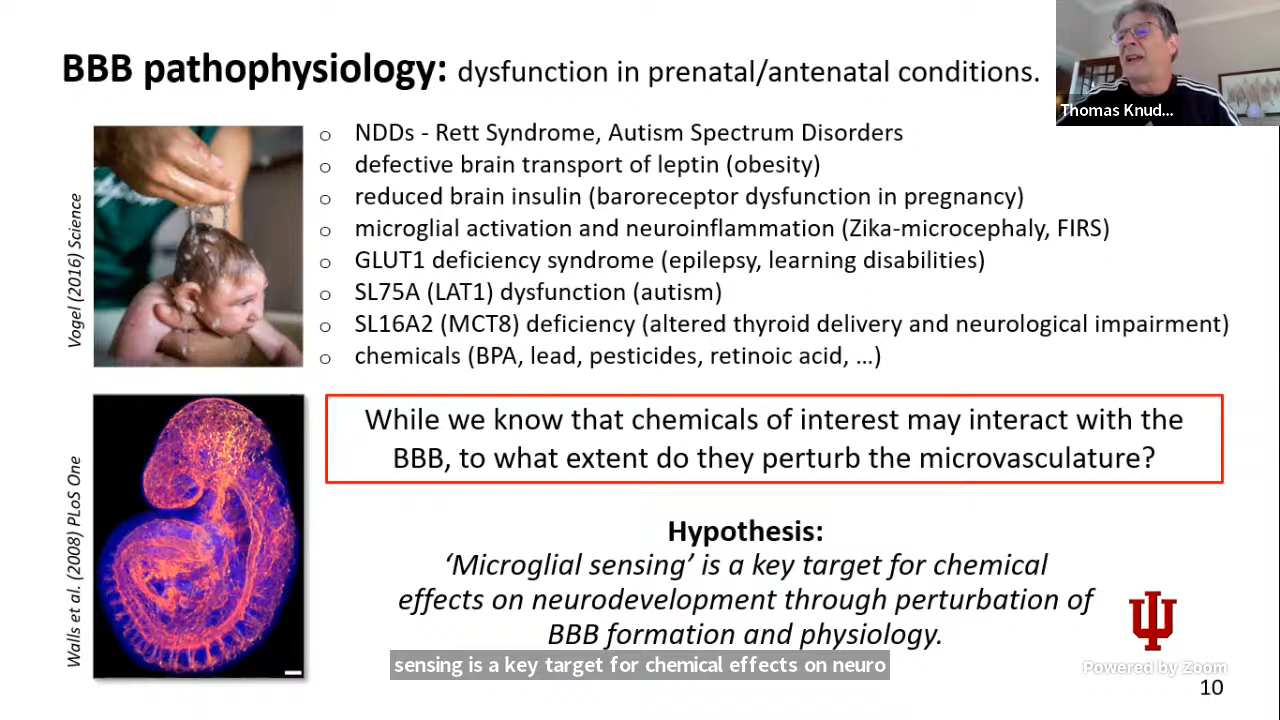 BBB pathophysiology: dysfunction in prenatal/antenatal conditions.
Thomas Knud...
Vogel (2016) Science
o NDDs - Rett Syndrome, Autism Spectrum Disorders
o defective brain transport of leptin (obesity)
o reduced brain insulin (baroreceptor dysfunction in pregnancy)
o microglial activation and neuroinflammation (Zika-microcephaly, FIRS)
o GLUT1 deficiency syndrome (epilepsy, learning disabilities)
o SL75A (LAT1) dysfunction (autism)
o SL16A2 (MCT8) deficiency (altered thyroid delivery and neurological impairment)
o chemicals (BPA, lead, pesticides, retinoic acid, ...)
Walls et al. (2008) PLoS One
While we know that chemicals of interest may interact with the
BBB, to what extent do they perturb the microvasculature?
Hypothesis:
‘Microglial sensing’ is a key target for chemical
effects on neurodevelopment through perturbation of
BBB formation and physiology.
sensing is a key target for chemical effects on neuro
Powered by Zoom
10